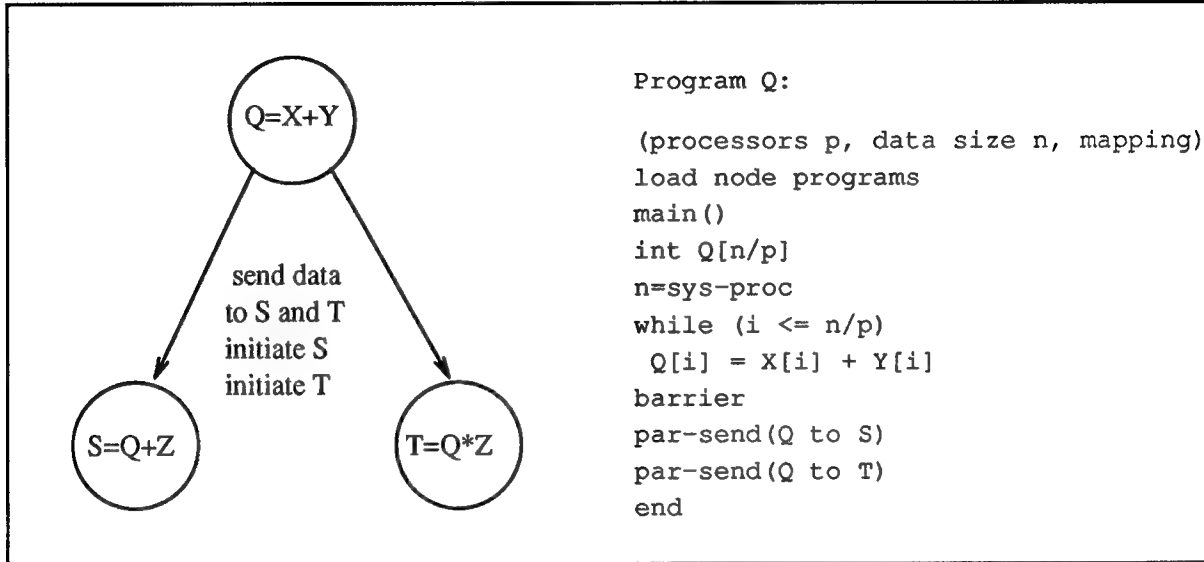 Q=X+Y
send data
to S and T
initiate S
initiate T
S=Q+Z
T=Q*Z
Program Q:
(processors p, data size n, mapping)
load node programs
main()
int Q[n/p]
n=sys-proc
while (i <= n/p)
Q[i] = X[i] + Y[i]
barrier
par-send(Q to S)
par-send(Q to T)
end